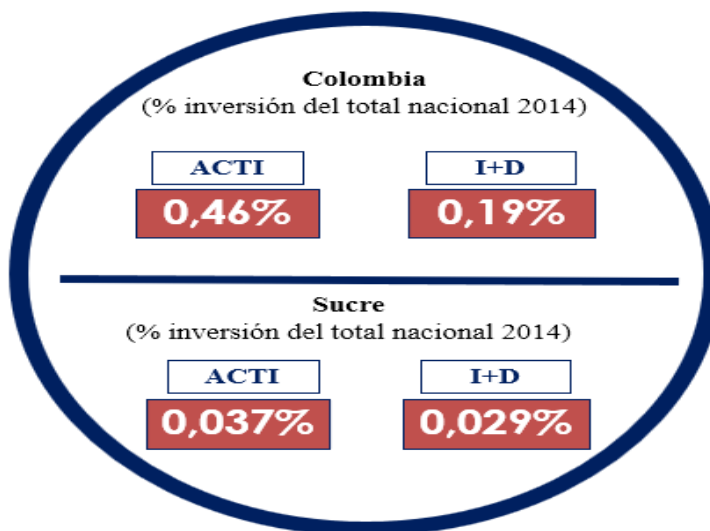 Colombia
(% inversión del total nacional 2014)
ACTI I+D
0,46% 0,19%
Sucre
(% inversión del total nacional 2014)
ACTI I+D
0,037% 0,029%